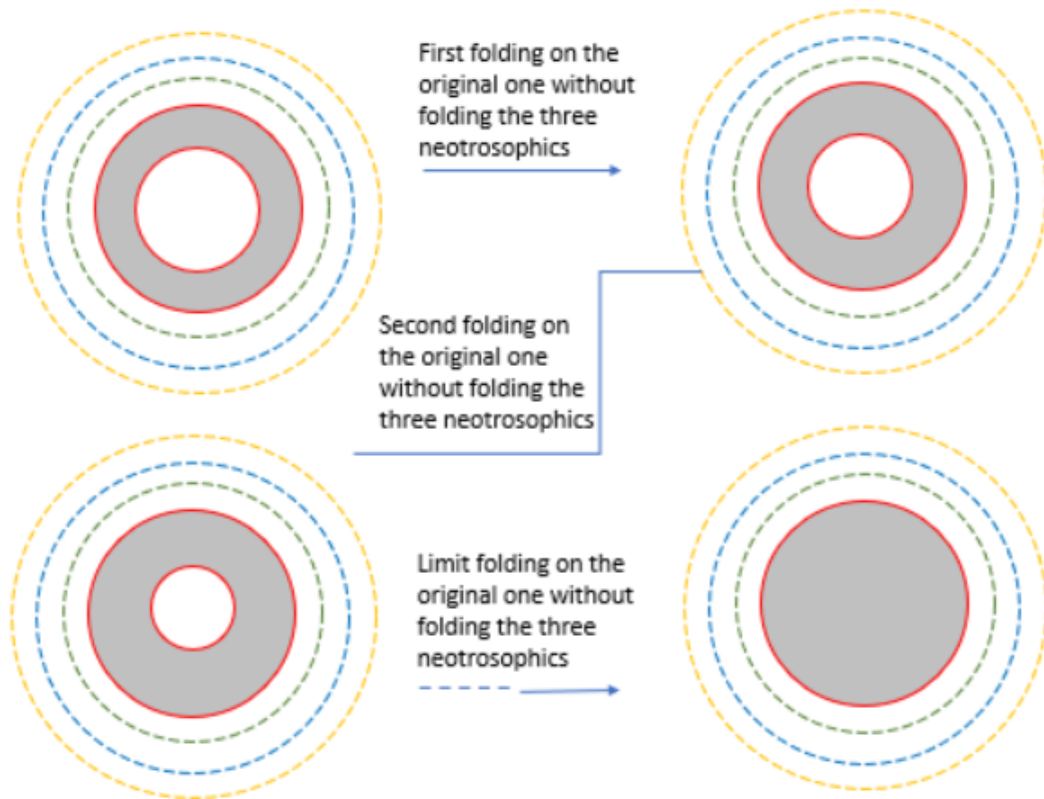 First folding on the
original one without
folding the three
neotrosophics
Second folding on
the original one
without folding the
three neotrosophics
Limit folding on the
original one without
folding the three
neotrosophics